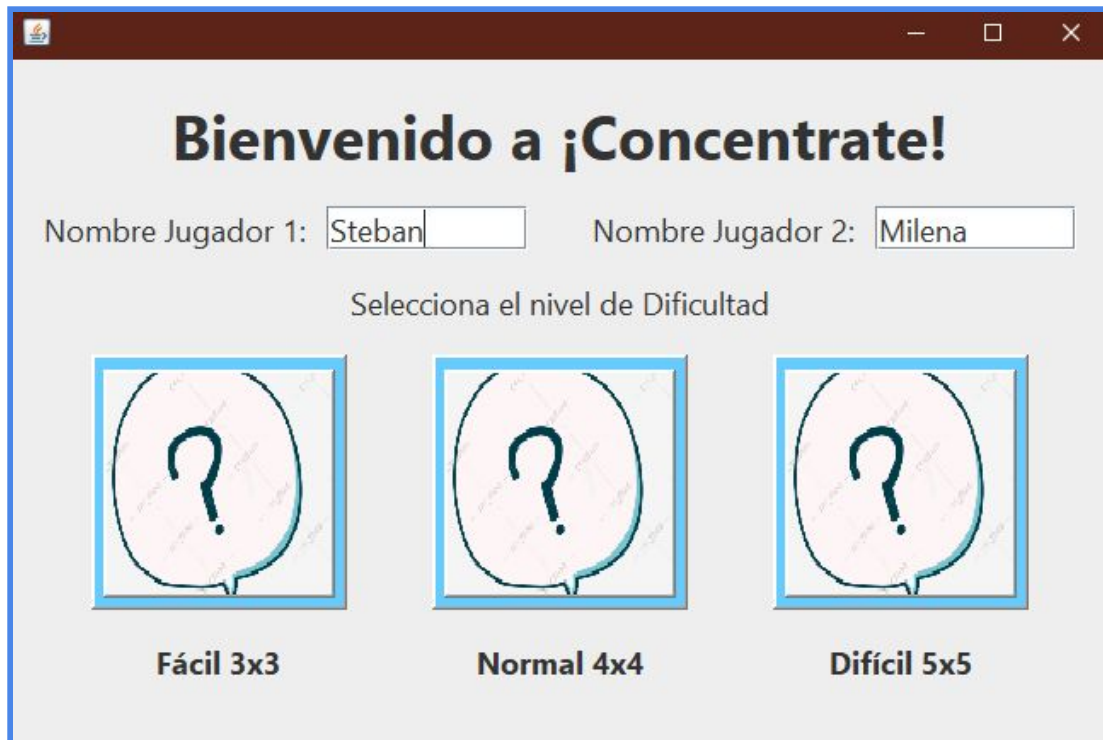 Bienvenido a ¡Concentrate!
Nombre Jugador 1: Steban Nombre Jugador 2: Milena
Selecciona el nivel de Dificultad
Fácil 3x3 Normal 4x4 Difícil 5x5